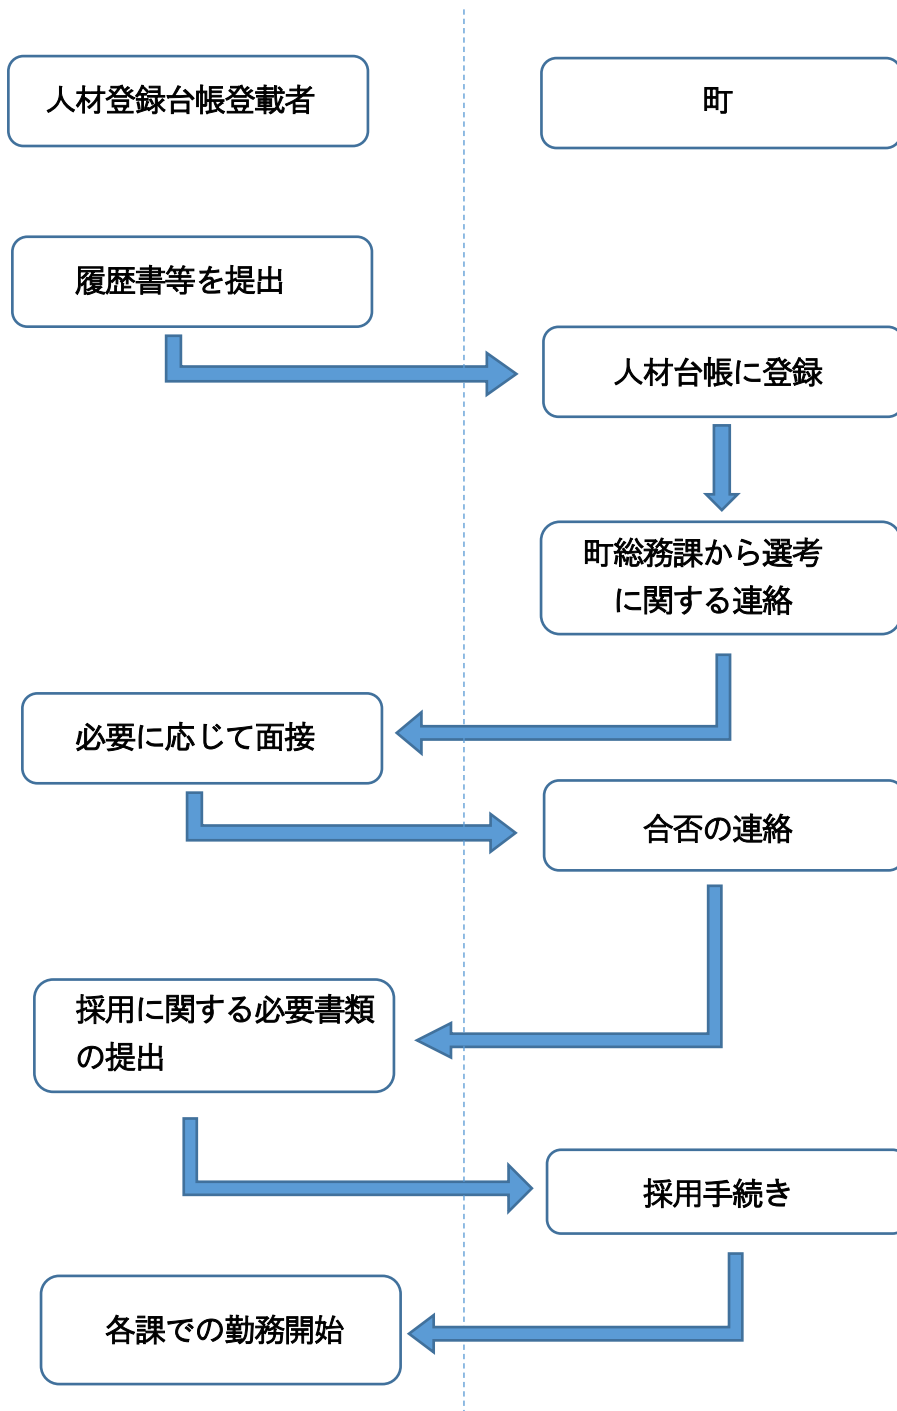 人材登録台帳登載者
町
履歴書等を提出
人材台帳に登録
町総務課から選考
に関する連絡
必要に応じて面接
合否の連絡
採用に関する必要書類
の提出
採用手続き
各課での勤務開始